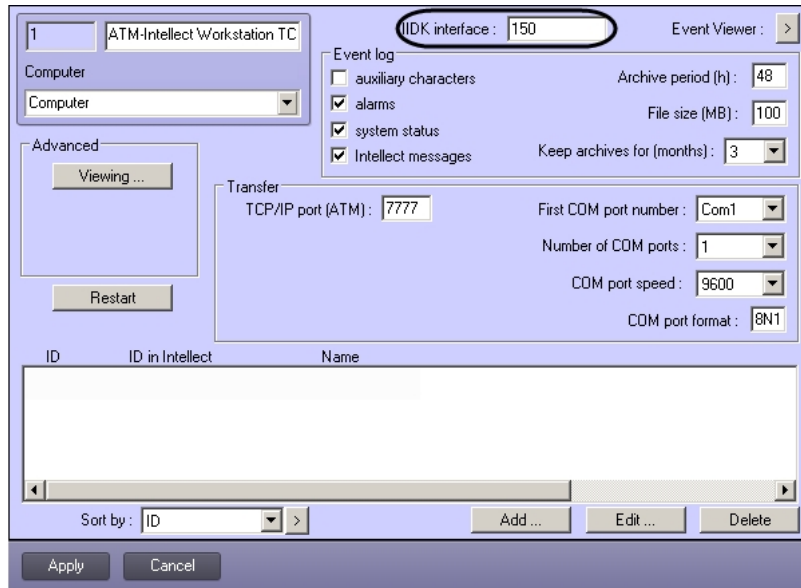 1 ATM-Intellect Workstation TC
IIDK interface : 150
Event Viewer : >
Computer
Computer
Event log
auxiliary characters
alarms
system status
Intellect messages
Archive period (h) : 48
File size (MB) : 100
Keep archives for (months) : 3
Advanced
Viewing ...
Restart
Transfer
TCP/IP port (ATM) : 7777
First COM port number : Com1
Number of COM ports : 1
COM port speed : 9600
COM port format : 8N1
ID ID in Intellect Name
Sort by : ID >
Add ... Edit ... Delete
Apply Cancel